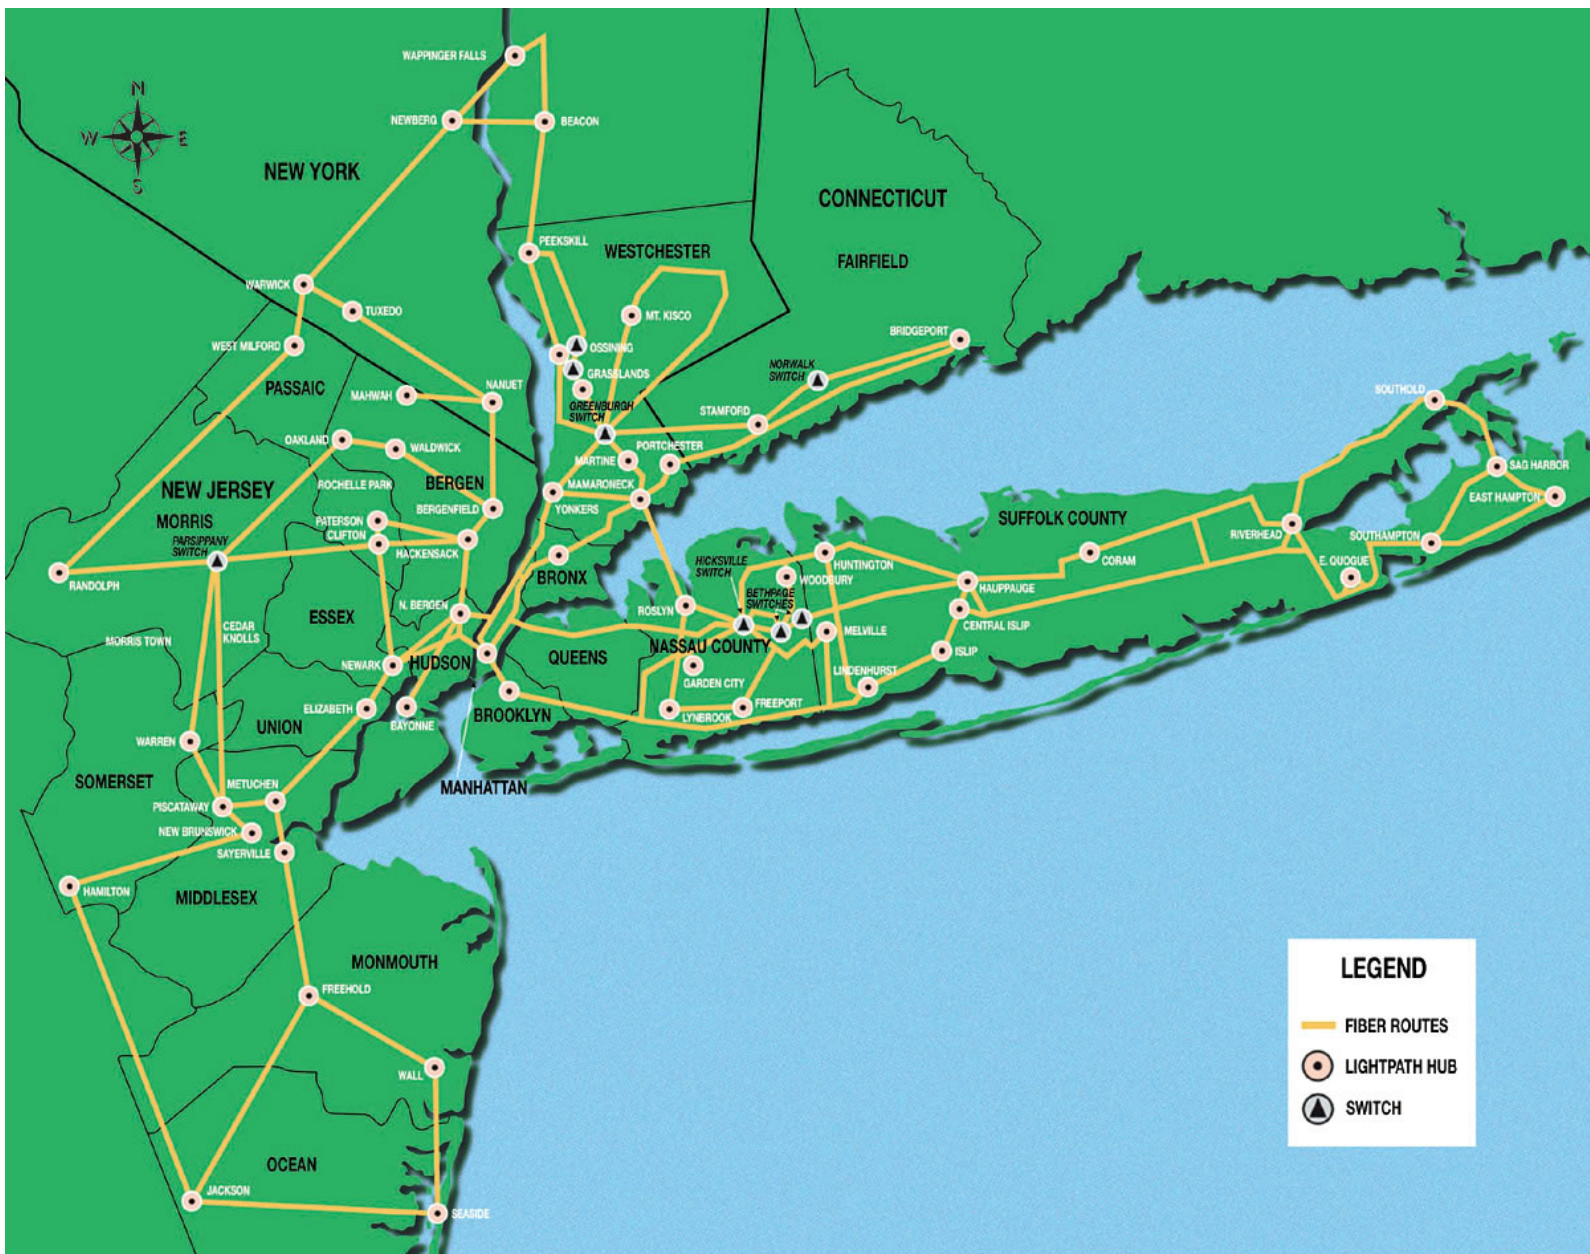 WAPPINGER FALLS
N
NEWBERG
BEACON
W
E
S
NEW YORK
CONNECTICUT
PEEKSKILL
WESTCHESTER
FAIRFIELD
WARWICK
TUXEDO
MT. KISCO
BRIDGEPORT
WEST MILFORD
OSSINING
NORWALK
SWITCH
GRASSLANDS
PASSAIC
NANUET
MAHWAH
GREENBURGH
SWITCH
STAMFORD
SOUTHOLD
OAKLAND
WALDWICK
PORTCHESTER
MARTINE
SAG HARBOR
ROCHELLE PARK
BERGEN
NEW JERSEY
MAMARONECK
YONKERS
EAST HAMPTON
BERGENFIELD
MORRIS
PATERSON
CLIFTON
SUFFOLK COUNTY
PARSIPPANY
SWITCH
HACKENSACK
RIVERHEAD
SOUTHAMPTON
RANDOLPH
BRONX
HICKSVILLE
SWITCH
HUNTINGTON
CORAM
E. QUOGUE
WOODBURY
HAUPPAUGE
BETHPAGE
SWITCHES
ESSEX
N. BERGEN
ROSLYN
CEDAR
KNOLLS
CENTRAL ISLIP
MORRIS TOWN
MELVILLE
NASSAU COUNTY
ISLIP
NEWARK
HUDSON
QUEENS
LINDENHURST
GARDEN CITY
ELIZABETH
BAYONNE
BROOKLYN
LYNBROOK
FREEPORT
UNION
WARREN
SOMERSET
METUCHEN
MANHATTAN
PISCATAWAY
NEW BRUNSWICK
SAYERVILLE
HAMILTON
MIDDLESEX
MONMOUTH
LEGEND
FREEHOLD
FIBER ROUTES
LIGHTPATH HUB
WALL
SWITCH
OCEAN
JACKSON
SEASIDE